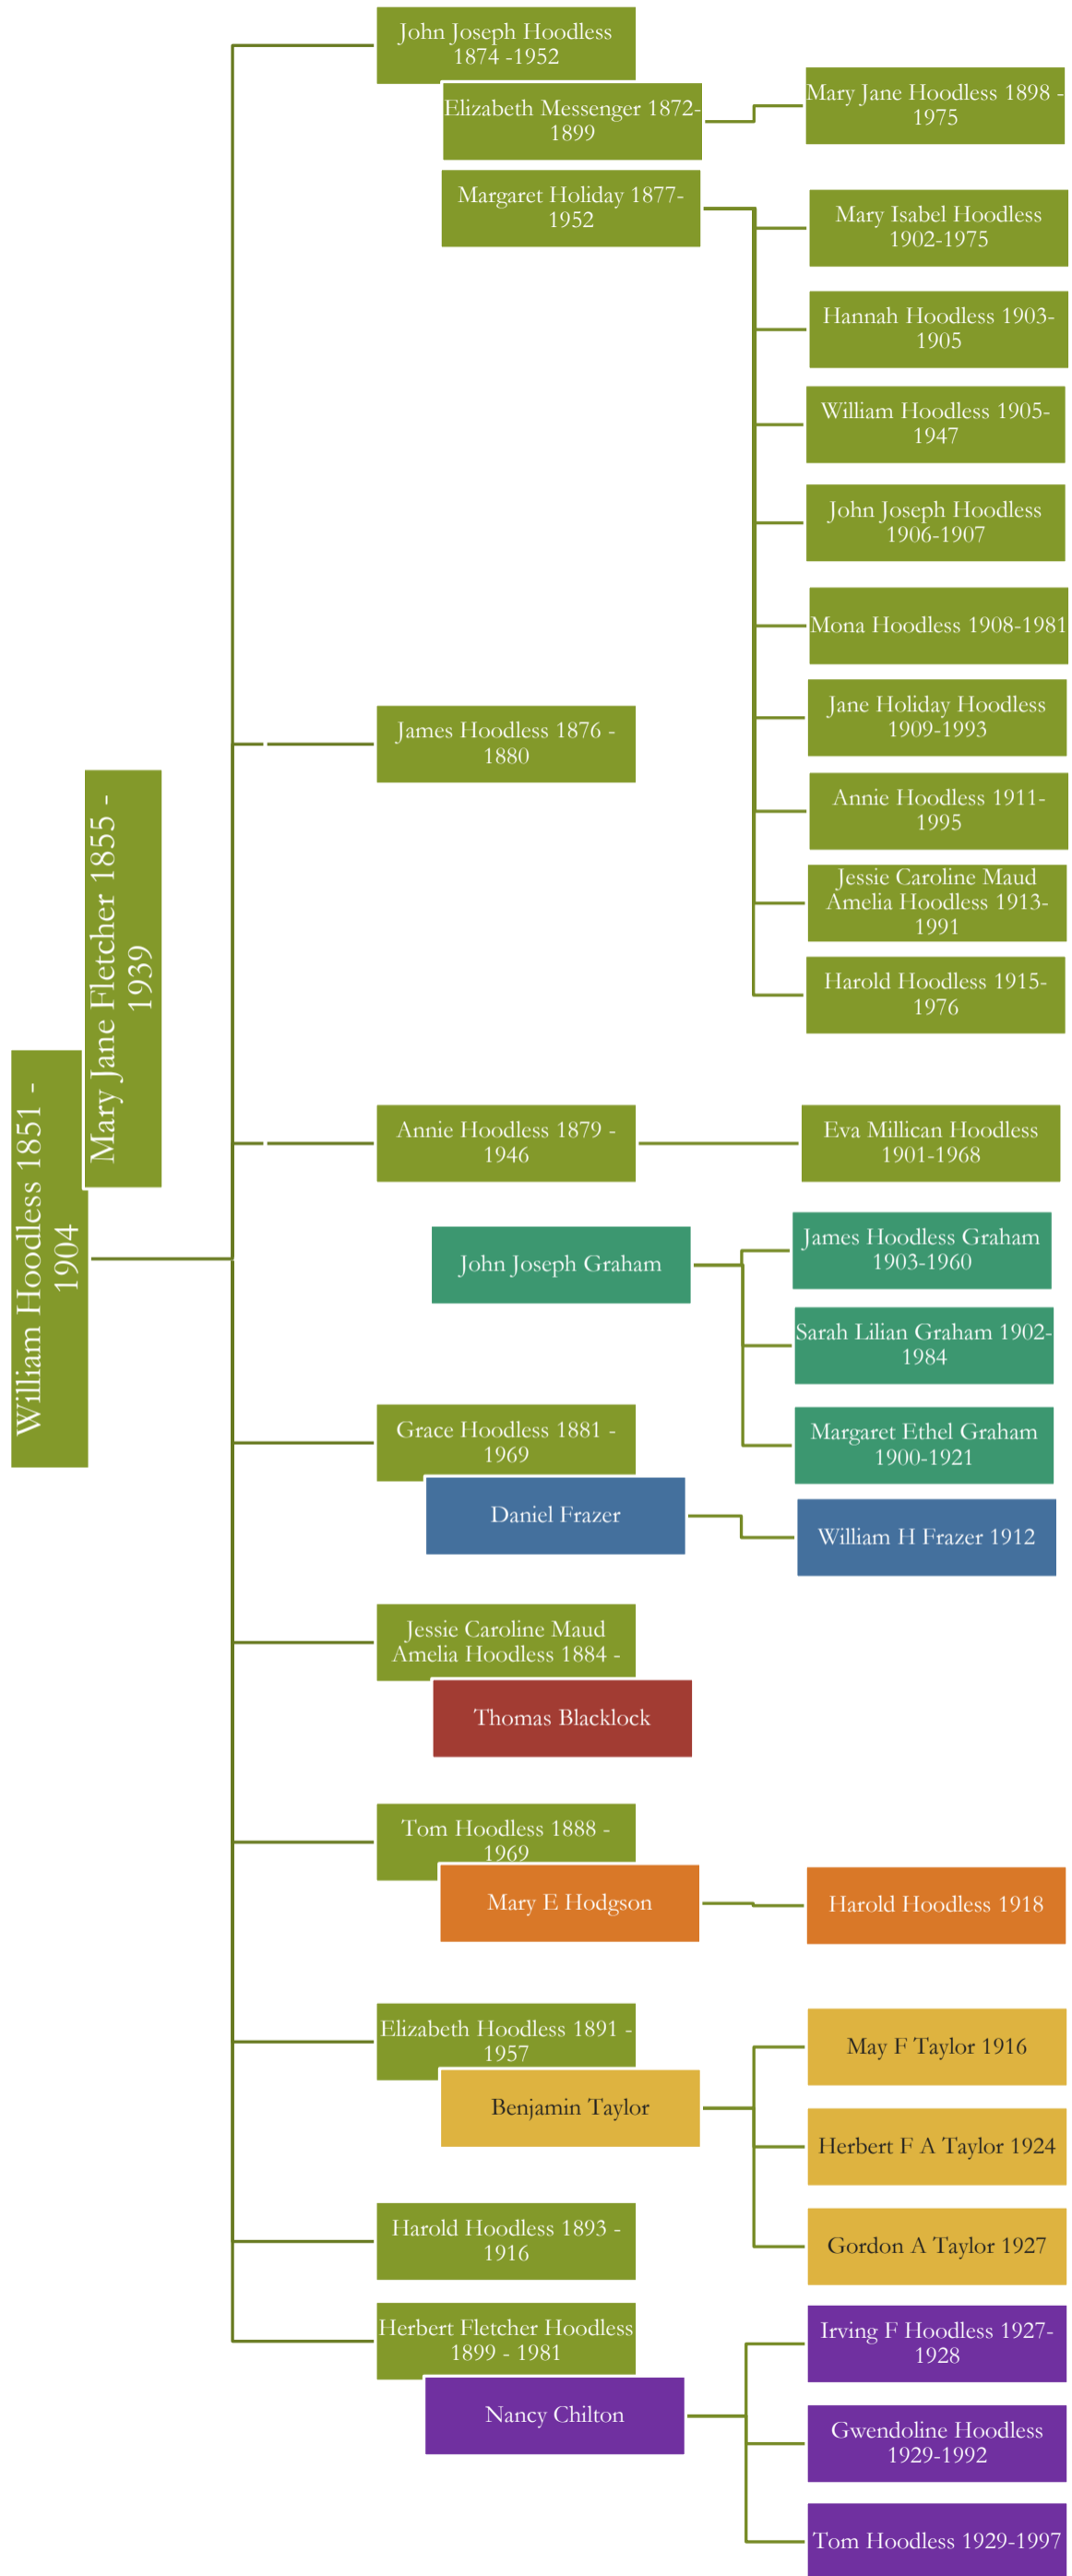 William Hoodless 1851 -
1904
Mary Jane Fletcher 1855 -
1939
John Joseph Hoodless
1874 -1952
Elizabeth Messenger 1872-
1899
Mary Jane Hoodless 1898 -
1975
Margaret Holiday 1877-
1952
Mary Isabel Hoodless
1902-1975
Hannah Hoodless 1903-
1905
William Hoodless 1905-
1947
John Joseph Hoodless
1906-1907
Mona Hoodless 1908-1981
Jane Holiday Hoodless
1909-1993
Annie Hoodless 1911-
1995
Jessie Caroline Maud
Amelia Hoodless 1913-
1991
Harold Hoodless 1915-
1976
James Hoodless 1876 -
1880
Annie Hoodless 1879 -
1946
Eva Millican Hoodless
1901-1968
John Joseph Graham
James Hoodless Graham
1903-1960
Sarah Lilian Graham 1902-
1984
Margaret Ethel Graham
1900-1921
Grace Hoodless 1881 -
1969
Daniel Frazer
William H Frazer 1912
Jessie Caroline Maud
Amelia Hoodless 1884 -
Thomas Blacklock
Tom Hoodless 1888 -
1969
Mary E Hodgson
Harold Hoodless 1918
Elizabeth Hoodless 1891 -
1957
Benjamin Taylor
May F Taylor 1916
Herbert F A Taylor 1924
Gordon A Taylor 1927
Harold Hoodless 1893 -
1916
Herbert Fletcher Hoodless
1899 - 1981
Nancy Chilton
Irving F Hoodless 1927-
1928
Gwendoline Hoodless
1929-1992
Tom Hoodless 1929-1997